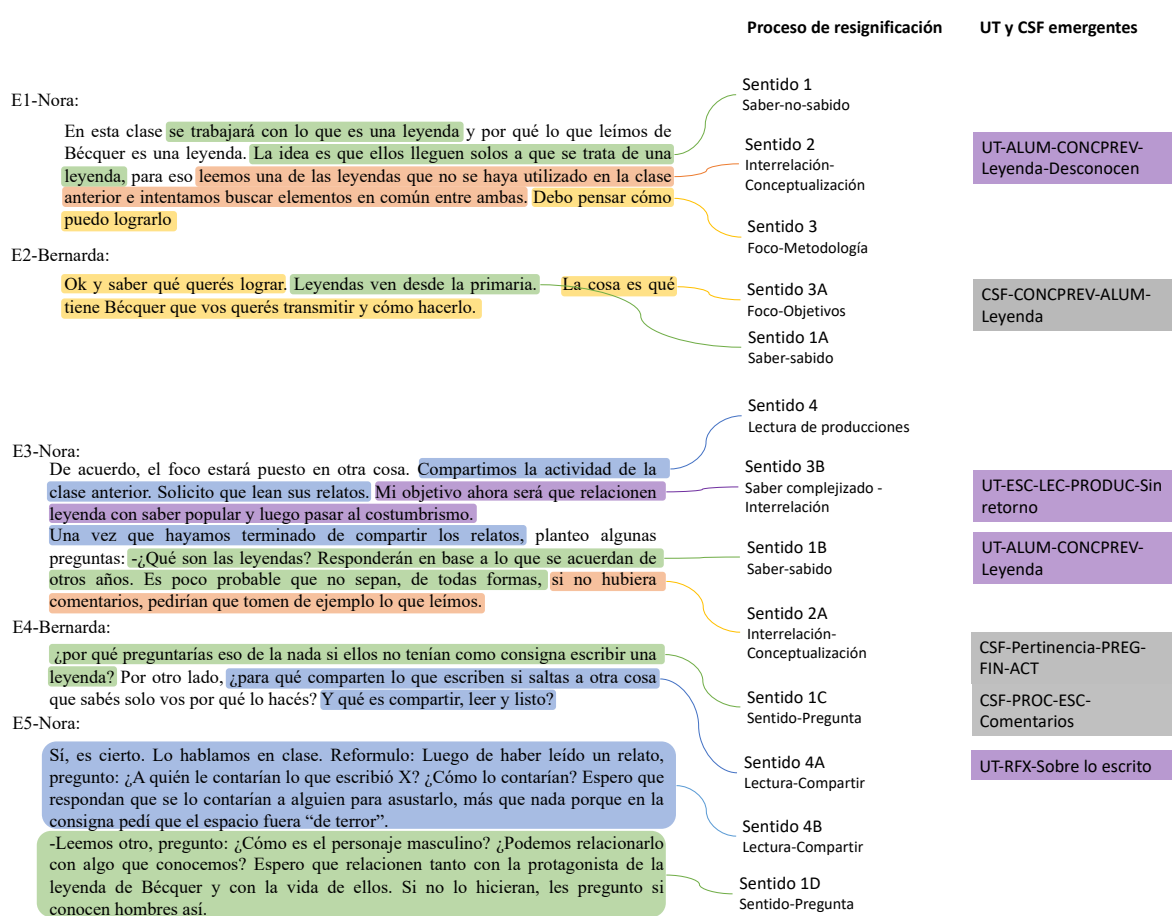 Proceso de resignificación
UT y CSF emergentes
E1-Nora:
En esta clase se trabajará con lo que es una leyenda y por qué lo que leímos de
Bécquer es una leyenda. La idea es que ellos lleguen solos a que se trata de una
leyenda, para eso leemos una de las leyendas que no se haya utilizado en la clase
anterior e intentamos buscar elementos en común entre ambas. Debo pensar cómo
puedo lograrlo
Sentido 1
Saber-no-sabido
Sentido 2
Interrelación-
Conceptualización
Sentido 3
Foco-Metodología
UT-ALUM-CONCPREV-
Leyenda-Desconocen
E2-Bernarda:
Ok y saber qué querés lograr. Leyendas ven desde la primaria. La cosa es qué
tiene Bécquer que vos querés transmitir y cómo hacerlo.
Sentido 3A
Foco-Objetivos
Sentido 1A
Saber-sabido
CSF-CONCPREV-ALUM-
Leyenda
E3-Nora:
De acuerdo, el foco estará puesto en otra cosa. Compartimos la actividad de la
clase anterior. Solicito que lean sus relatos. Mi objetivo ahora será que relacionen
leyenda con saber popular y luego pasar al costumbrismo.
Una vez que hayamos terminado de compartir los relatos, planteo algunas
preguntas: -¿Qué son las leyendas? Responderán en base a lo que se acuerdan de
otros años. Es poco probable que no sepan, de todas formas, si no hubiera
comentarios, pedirían que tomen de ejemplo lo que leímos.
Sentido 4
Lectura de producciones
Sentido 3B
Saber complejizado -
Interrelación
Sentido 1B
Saber-sabido
Sentido 2A
Interrelación-
Conceptualización
UT-ESC-LEC-PRODUC-Sin
retorno
UT-ALUM-CONCPREV-
Leyenda
E4-Bernarda:
¿por qué preguntarías eso de la nada si ellos no tenían como consigna escribir una
leyenda? Por otro lado, ¿para qué comparten lo que escriben si saltas a otra cosa
que sabés solo vos por qué lo hacés? Y qué es compartir, leer y listo?
Sentido 1C
Sentido-Pregunta
CSF-Pertinencia-PREG-
FIN-ACT
CSF-PROC-ESC-
Comentarios
E5-Nora:
Sí, es cierto. Lo hablamos en clase. Reformulo: Luego de haber leído un relato,
pregunto: ¿A quién le contarían lo que escribió X? ¿Cómo lo contarían? Espero que
respondan que se lo contarían a alguien para asustarlo, más que nada porque en la
consigna pedí que el espacio fuera “de terror”.
-Leemos otro, pregunto: ¿Cómo es el personaje masculino? ¿Podemos relacionarlo
con algo que conocemos? Espero que relacionen tanto con la protagonista de la
leyenda de Bécquer y con la vida de ellos. Si no lo hicieran, les pregunto si
conocen hombres así.
Sentido 4A
Lectura-Compartir
Sentido 4B
Lectura-Compartir
Sentido 1D
Sentido-Pregunta
UT-RFX-Sobre lo escrito